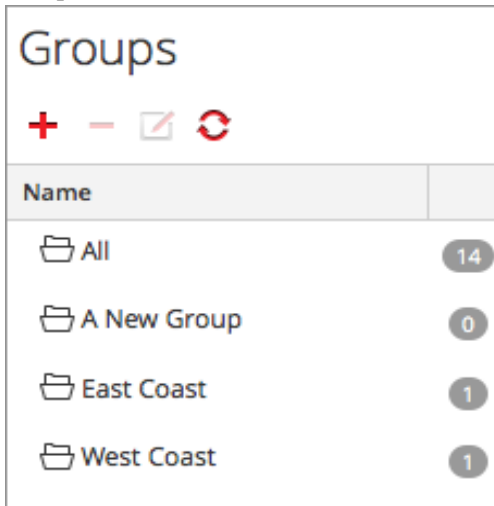 Groups
Name
All 14
A New Group 0
East Coast 1
West Coast 1